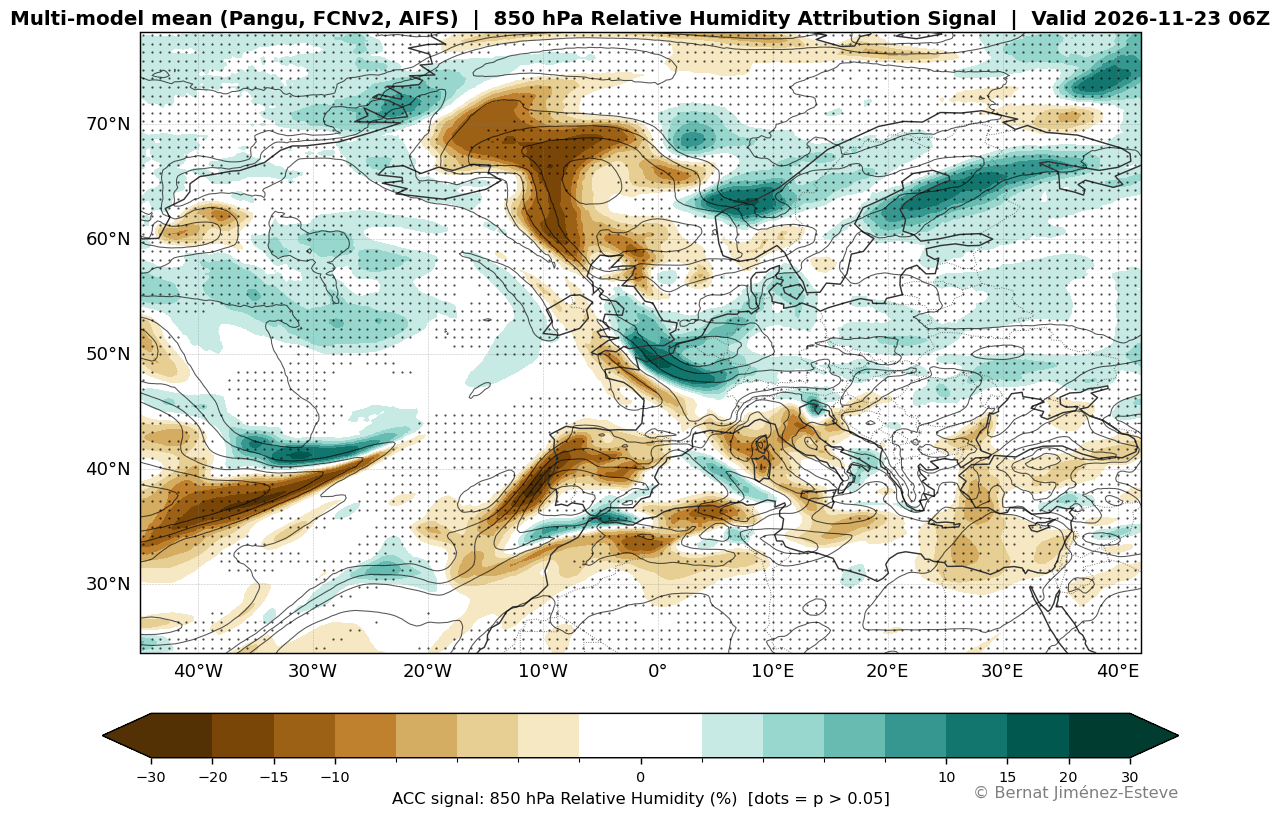 Multi-model mean (Pangu, FCNv2, AIFS)  |  850 hPa Relative Humidity Attribution Signal  |  Valid 2026-11-23 06Z
70°N
60°N
50°N
40°N
30°N
40°W 30°W 20°W 10°W 0° 10°E 20°E 30°E 40°E
−30 −20 −15 −10 0 10 15 20 30
ACC signal: 850 hPa Relative Humidity (%)  [dots = p > 0.05]
© Bernat Jiménez-Esteve